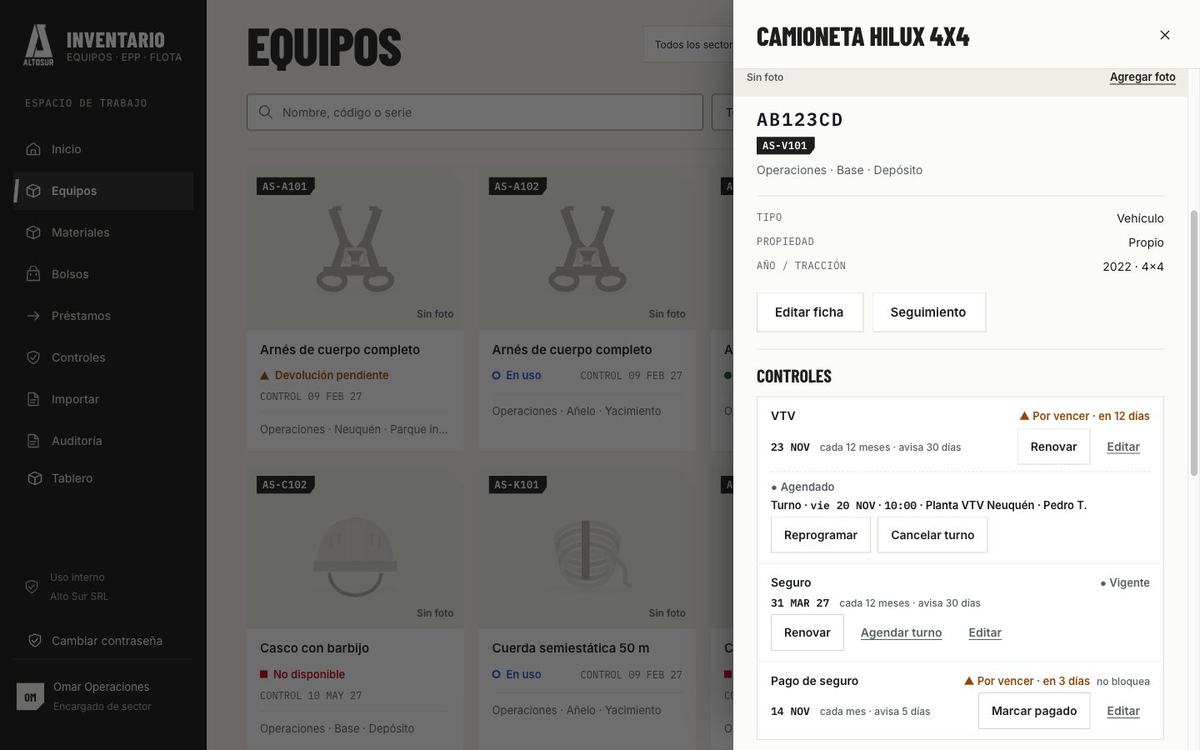 ALTOSUR
INVENTARIO
EQUIPOS · EPP · FLOTA
ESPACIO DE TRABAJO
Inicio
Equipos
Materiales
Bolsos
Préstamos
Controles
Importar
Auditoría
Tablero
Uso interno
Alto Sur SRL
Cambiar contraseña
OM
Omar Operaciones
Encargado de sector
EQUIPOS
Todos los sector
Nombre, código o serie
AS-A101
Sin foto
Arnés de cuerpo completo
Devolución pendiente
CONTROL 09 FEB 27
Operaciones · Neuquén · Parque in...
AS-A102
Sin foto
Arnés de cuerpo completo
En uso
CONTROL 09 FEB 27
Operaciones · Añelo · Yacimiento
AS-C102
Sin foto
Casco con barbijo
No disponible
CONTROL 10 MAY 27
Operaciones · Base · Depósito
AS-K101
Sin foto
Cuerda semiestática 50 m
En uso
CONTROL 09 FEB 27
Operaciones · Añelo · Yacimiento
CAMIONETA HILUX 4X4
Sin foto
Agregar foto
AB123CD
AS-V101
Operaciones · Base · Depósito
TIPO
Vehículo
PROPIEDAD
Propio
AÑO / TRACCIÓN
2022 · 4×4
Editar ficha
Seguimiento
CONTROLES
VTV
Por vencer · en 12 días
23 NOV cada 12 meses · avisa 30 días
Renovar
Editar
Agendado
Turno · vie 20 NOV · 10:00 · Planta VTV Neuquén · Pedro T.
Reprogramar
Cancelar turno
Seguro
Vigente
31 MAR 27 cada 12 meses · avisa 30 días
Renovar
Agendar turno
Editar
Pago de seguro
Por vencer · en 3 días no bloquea
14 NOV cada mes · avisa 5 días
Marcar pagado
Editar